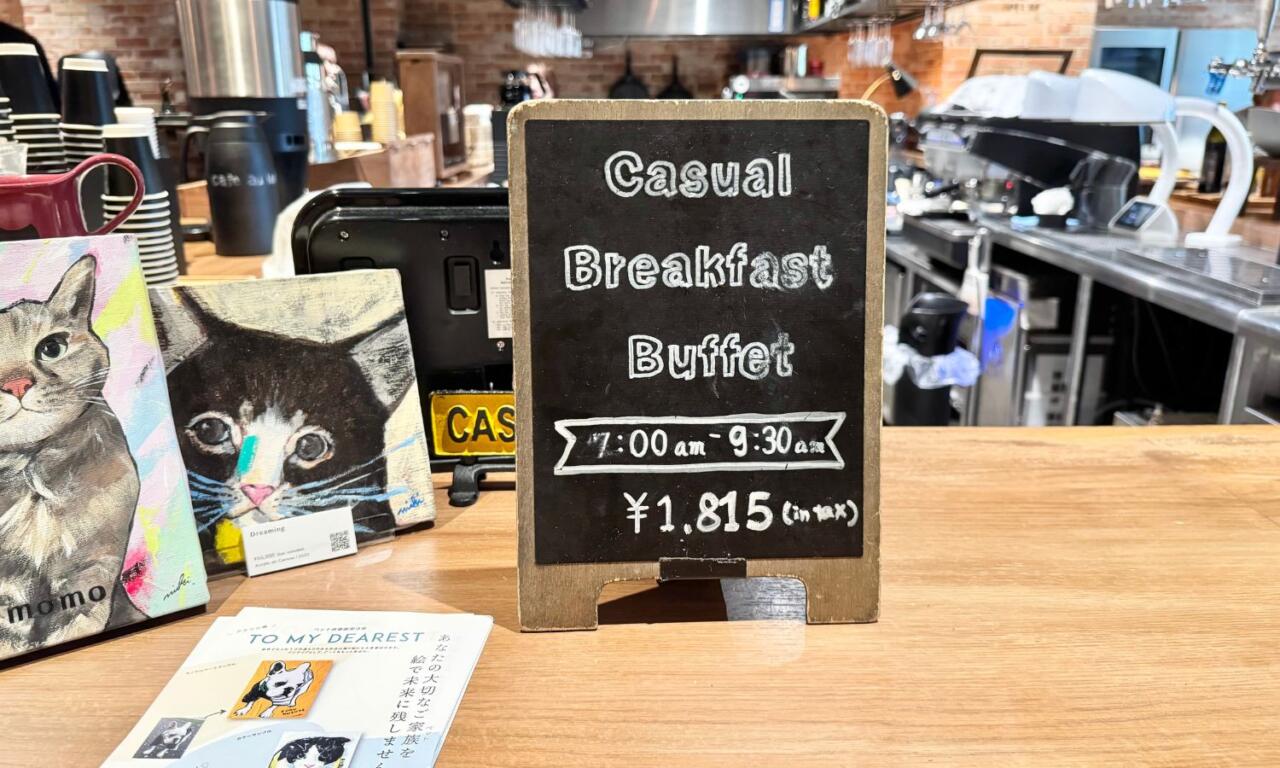 Casual
Breakfast
Buffet
7:00 am - 9:30 am
¥1,815 (in tax)
CAS
momo
Dreaming
TO MY DEAREST
あなたの大切なご家族を
絵で未来に残しません